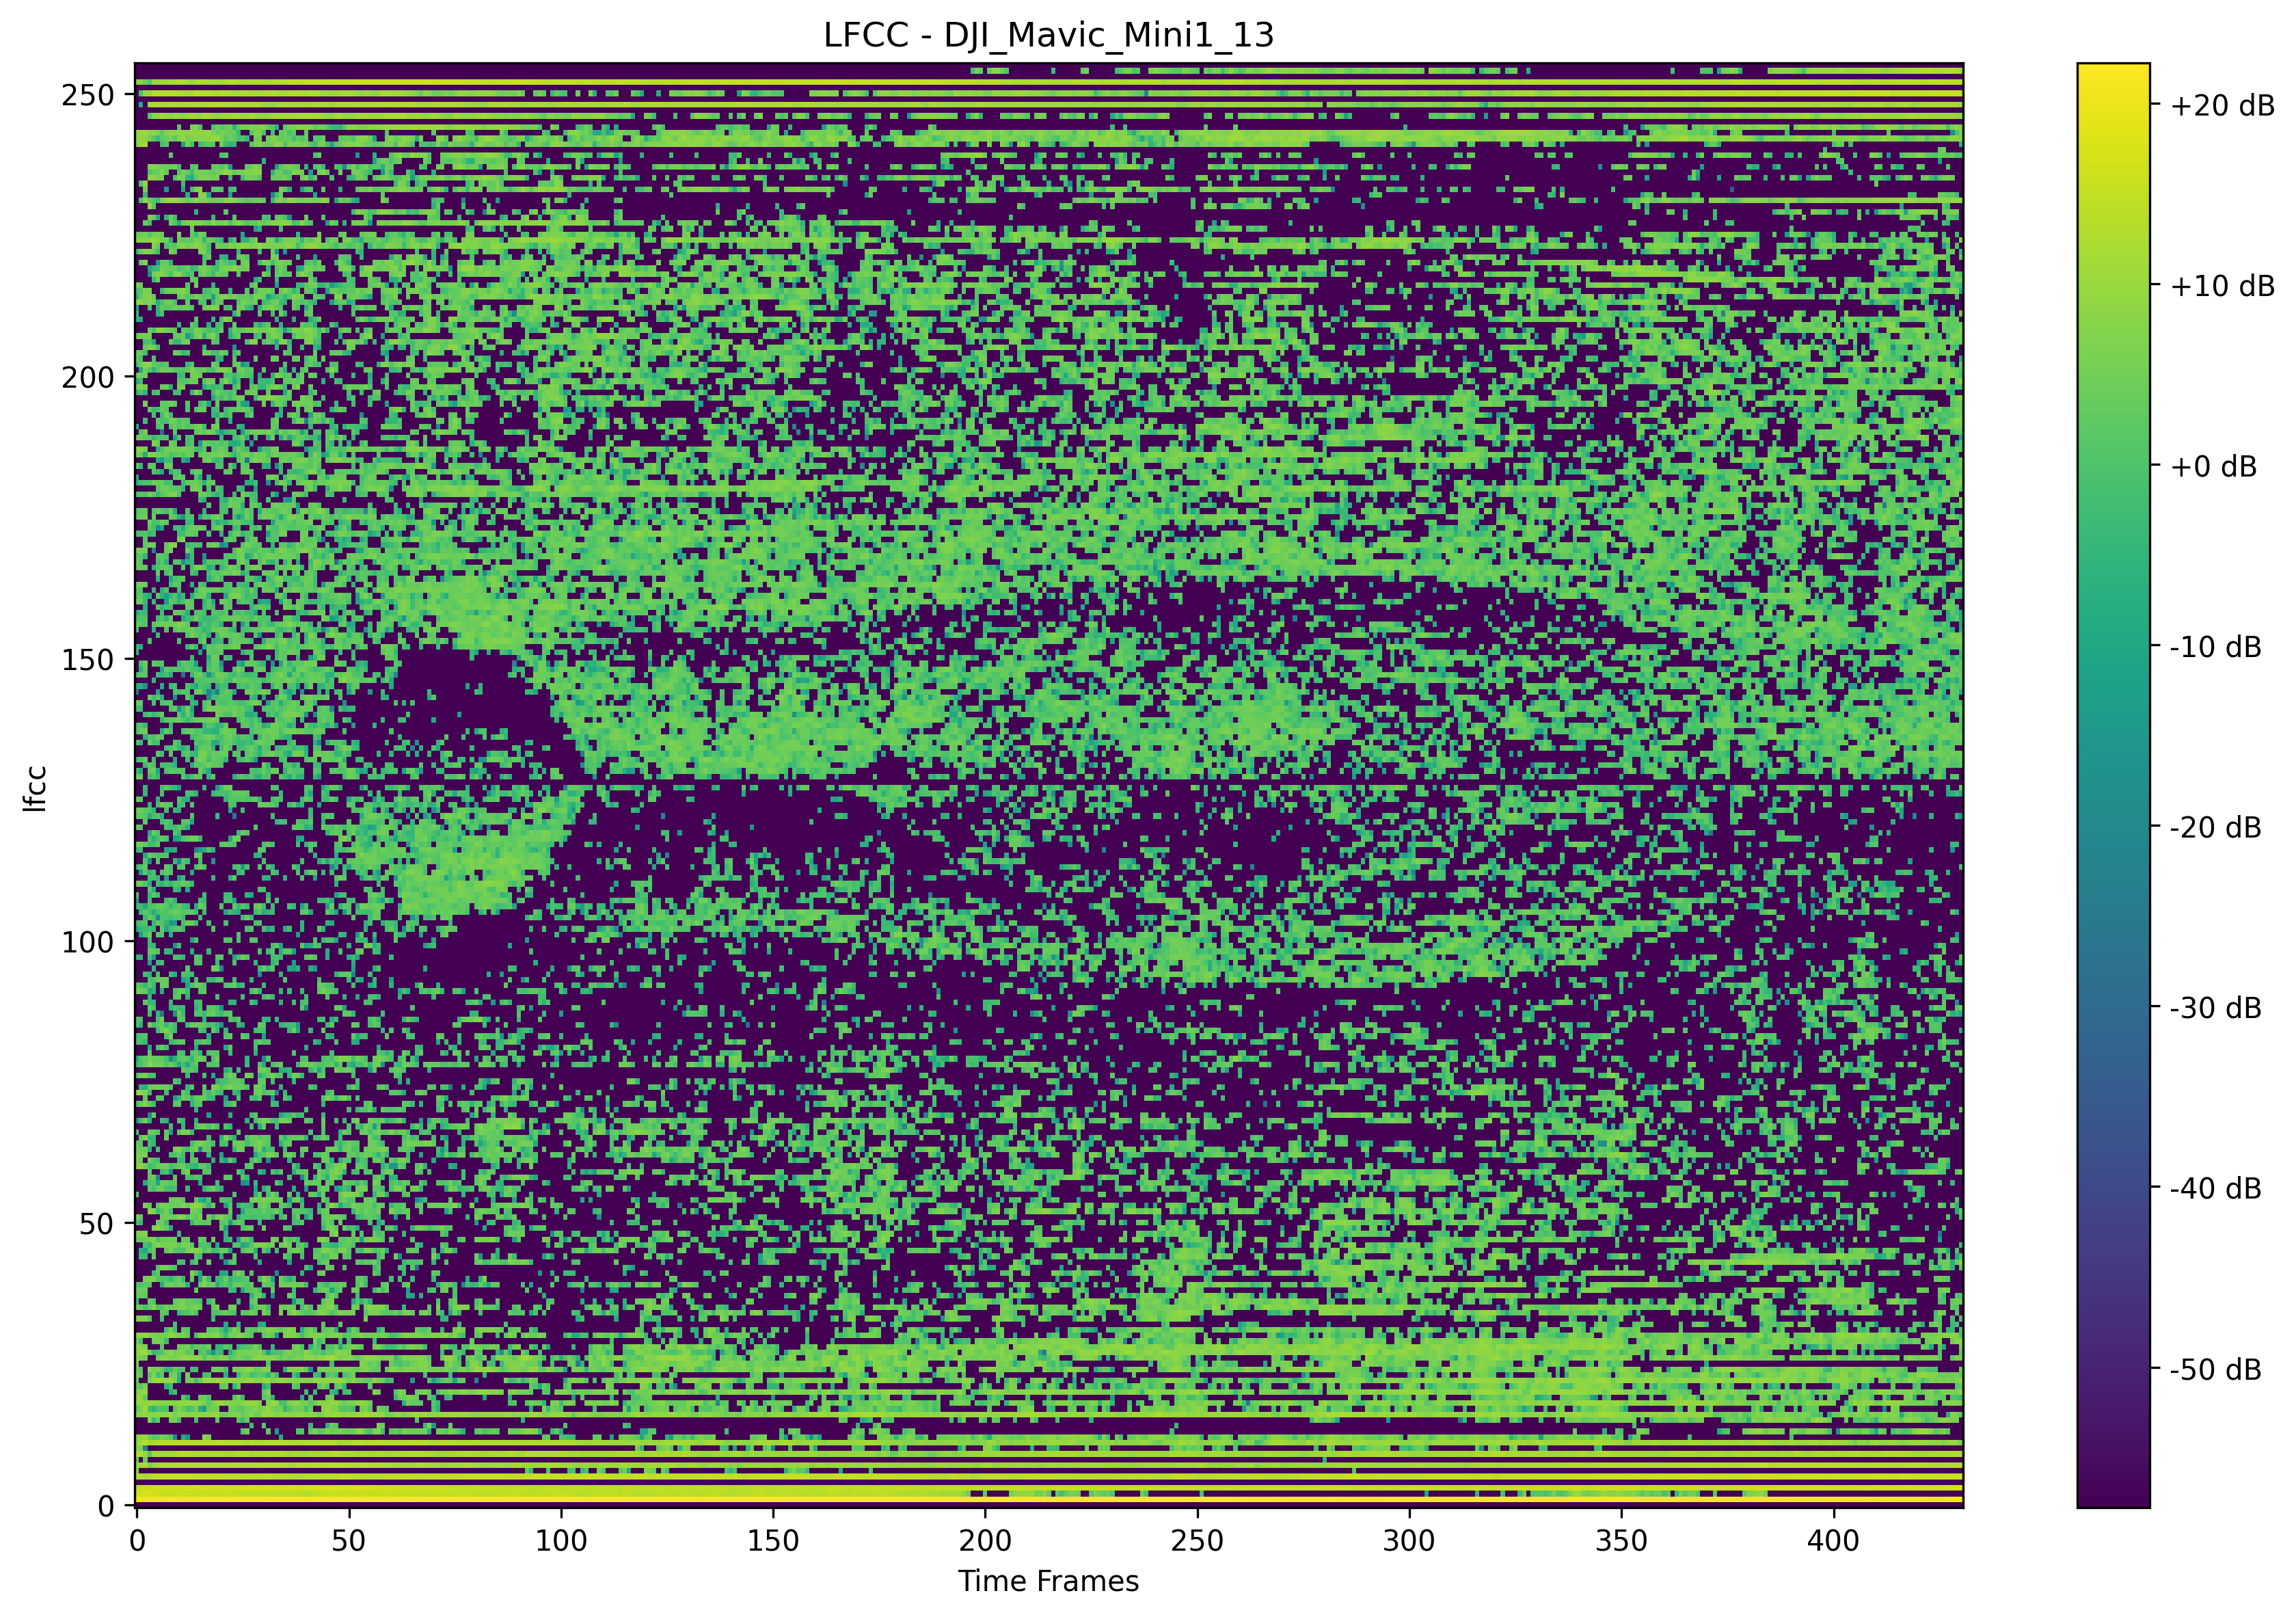 LFCC - DJI_Mavic_Mini1_13
lfcc
250
200
150
100
50
0
0 50 100 150 200 250 300 350 400
Time Frames
+20 dB
+10 dB
+0 dB
-10 dB
-20 dB
-30 dB
-40 dB
-50 dB